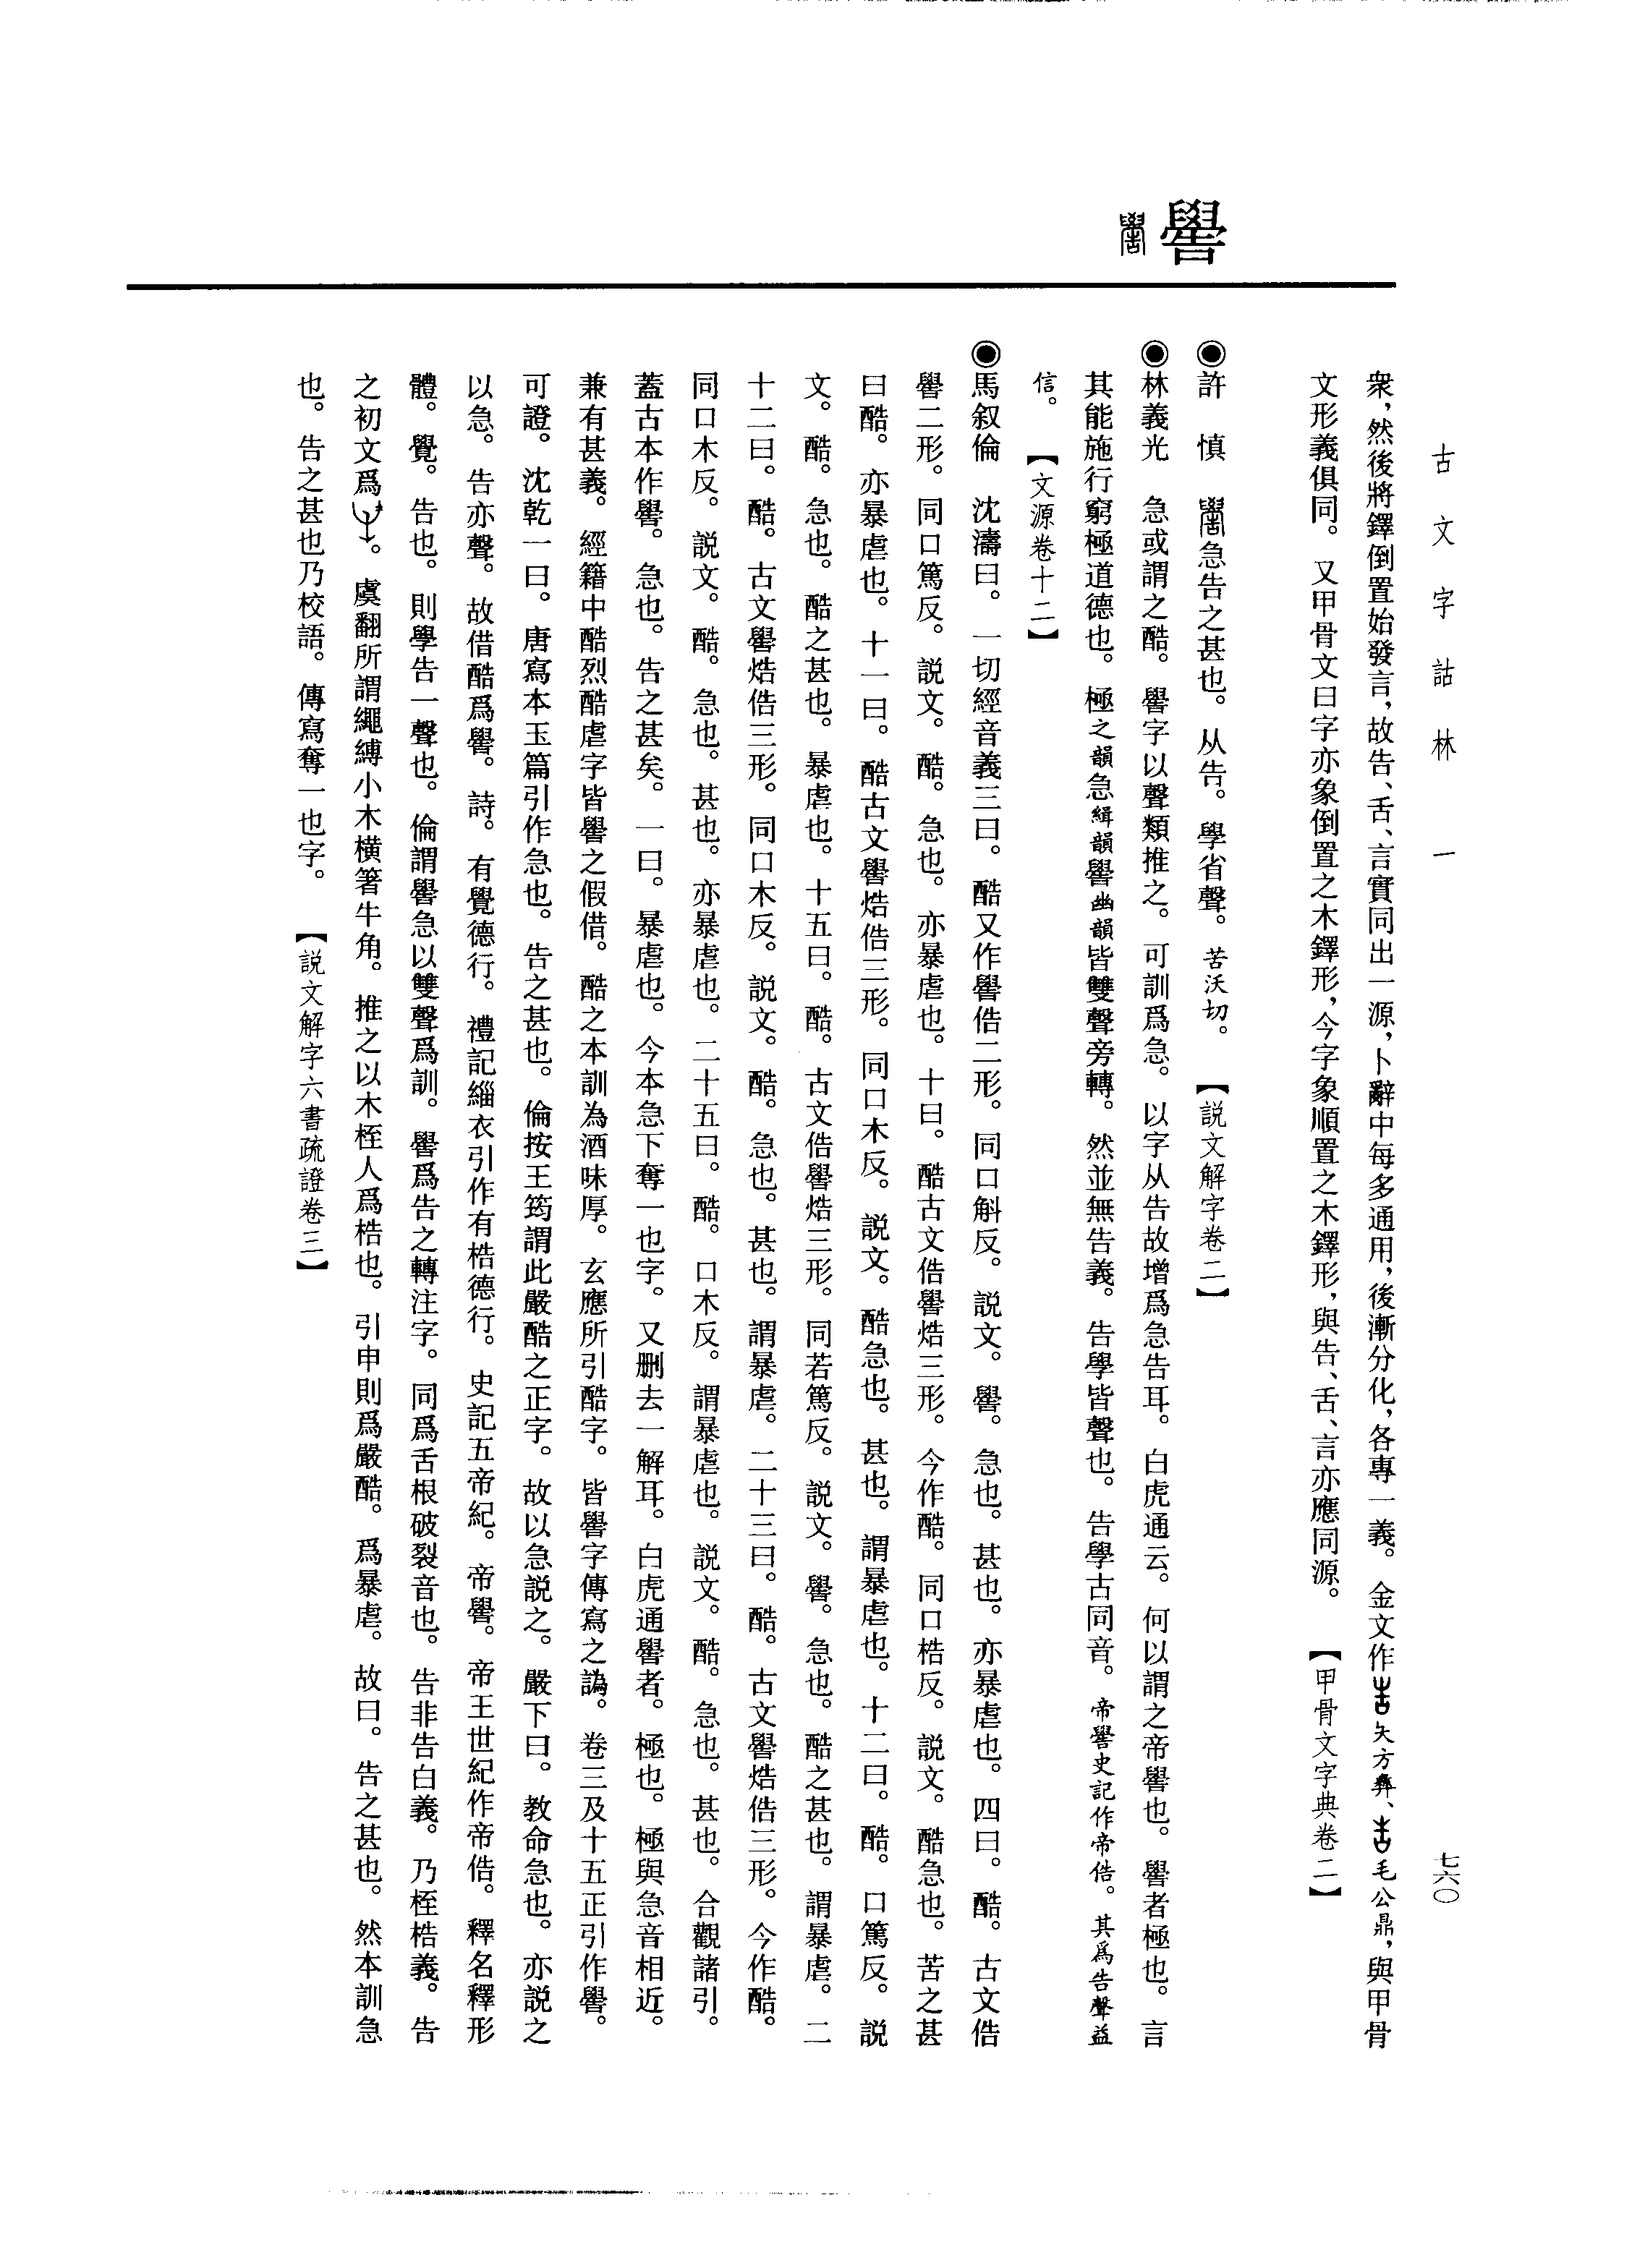 古文字詁林 一
七六〇
衆，然後將鐸倒置始發言，故告、舌、言實同出一源，卜辭中每多通用，後漸分化，各專一義。金文作矢方彝、毛公鼎，與甲骨
文形義俱同。又甲骨文曰字亦象倒置之木鐸形，今字象順置之木鐸形，與告、舌、言亦應同源。【甲骨文字典卷二】
嚳
◉許　慎　急告之甚也。从告。學省聲。苦沃切。【説文解字卷二】
◉林義光　急或謂之酷。嚳字以聲類推之。可訓爲急。以字从告故增爲急告耳。白虎通云。何以謂之帝嚳也。嚳者極也。言
其能施行窮極道德也。極之韻急緝韻嚳幽韻皆雙聲旁轉。然並無告義。告學皆聲也。告學古同音。帝嚳史記作帝俈。其爲告聲益
信。【文源卷十二】
◉馬叙倫　沈濤曰。一切經音義三曰。酷又作嚳俈二形。同口斛反。説文。嚳。急也。甚也。亦暴虐也。四曰。酷。古文俈
嚳二形。同口篤反。説文。酷。急也。亦暴虐也。十曰。酷古文俈嚳焅三形。今作酷。同口梏反。説文。酷急也。苦之甚
曰酷。亦暴虐也。十一曰。酷古文嚳焅俈三形。同口木反。説文。酷急也。甚也。謂暴虐也。十二曰。酷。口篤反。説
文。酷。急也。酷之甚也。暴虐也。十五曰。酷。古文俈嚳焅三形。同若篤反。説文。嚳。急也。酷之甚也。謂暴虐。二
十二曰。酷。古文嚳焅俈三形。同口木反。説文。酷。急也。甚也。謂暴虐。二十三曰。酷。古文嚳焅俈三形。今作酷。
同口木反。説文。酷。急也。甚也。亦暴虐也。二十五曰。酷。口木反。謂暴虐也。説文。酷。急也。甚也。合觀諸引。
蓋古本作嚳。急也。告之甚矣。一曰。暴虐也。今本急下奪一也字。又删去一解耳。白虎通嚳者。極也。極與急音相近。
兼有甚義。經籍中酷烈酷虐字皆嚳之假借。酷之本訓為酒味厚。玄應所引酷字。皆嚳字傳寫之譌。卷三及十五正引作嚳。
可證。沈乾一曰。唐寫本玉篇引作急也。告之甚也。倫按王筠謂此嚴酷之正字。故以急説之。嚴下曰。教命急也。亦説之
以急。告亦聲。故借酷爲嚳。詩。有覺德行。禮記緇衣引作有梏德行。史記五帝紀。帝嚳。帝王世紀作帝俈。釋名釋形
體。覺。告也。則學告一聲也。倫謂嚳急以雙聲爲訓。嚳爲告之轉注字。同爲舌根破裂音也。告非告白義。乃桎梏義。告
之初文爲。虞翻所謂繩縛小木横箸牛角。推之以木桎人爲梏也。引申則爲嚴酷。爲暴虐。故曰。告之甚也。然本訓急
也。告之甚也乃校語。傳寫奪一也字。【説文解字六書疏證卷三】